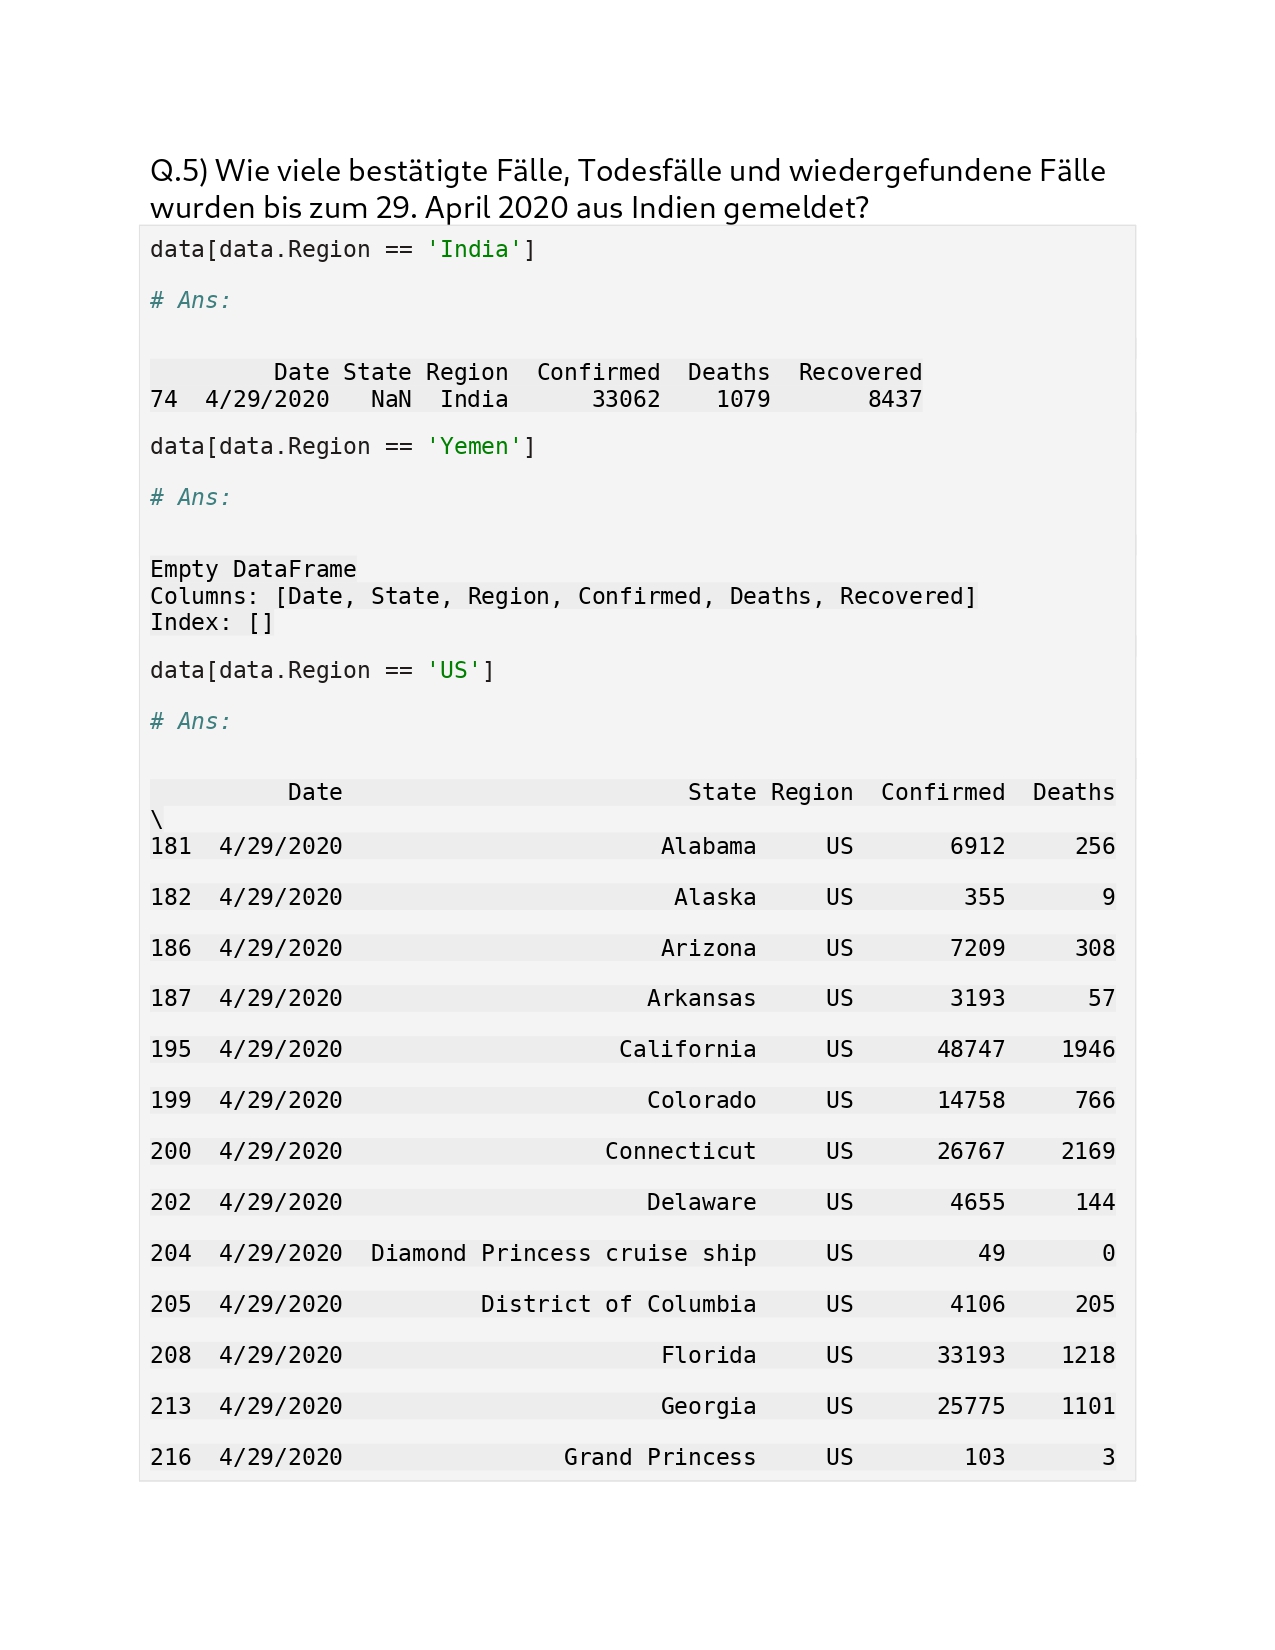 Q.5) Wie viele bestätigte Fälle, Todesfälle und wiedergefundene Fälle
wurden bis zum 29. April 2020 aus Indien gemeldet?
data[data.Region == 'India']
# Ans:
        Date State Region  Confirmed  Deaths  Recovered
74  4/29/2020   NaN  India      33062    1079       8437
data[data.Region == 'Yemen']
# Ans:
Empty DataFrame
Columns: [Date, State, Region, Confirmed, Deaths, Recovered]
Index: []
data[data.Region == 'US']
# Ans:
          Date                         State Region  Confirmed  Deaths
\
181  4/29/2020                       Alabama     US       6912     256
182  4/29/2020                        Alaska     US        355       9
186  4/29/2020                       Arizona     US       7209     308
187  4/29/2020                      Arkansas     US       3193      57
195  4/29/2020                    California     US      48747    1946
199  4/29/2020                      Colorado     US      14758     766
200  4/29/2020                   Connecticut     US      26767    2169
202  4/29/2020                      Delaware     US       4655     144
204  4/29/2020  Diamond Princess cruise ship     US         49       0
205  4/29/2020          District of Columbia     US       4106     205
208  4/29/2020                       Florida     US      33193    1218
213  4/29/2020                       Georgia     US      25775    1101
216  4/29/2020                Grand Princess     US        103       3